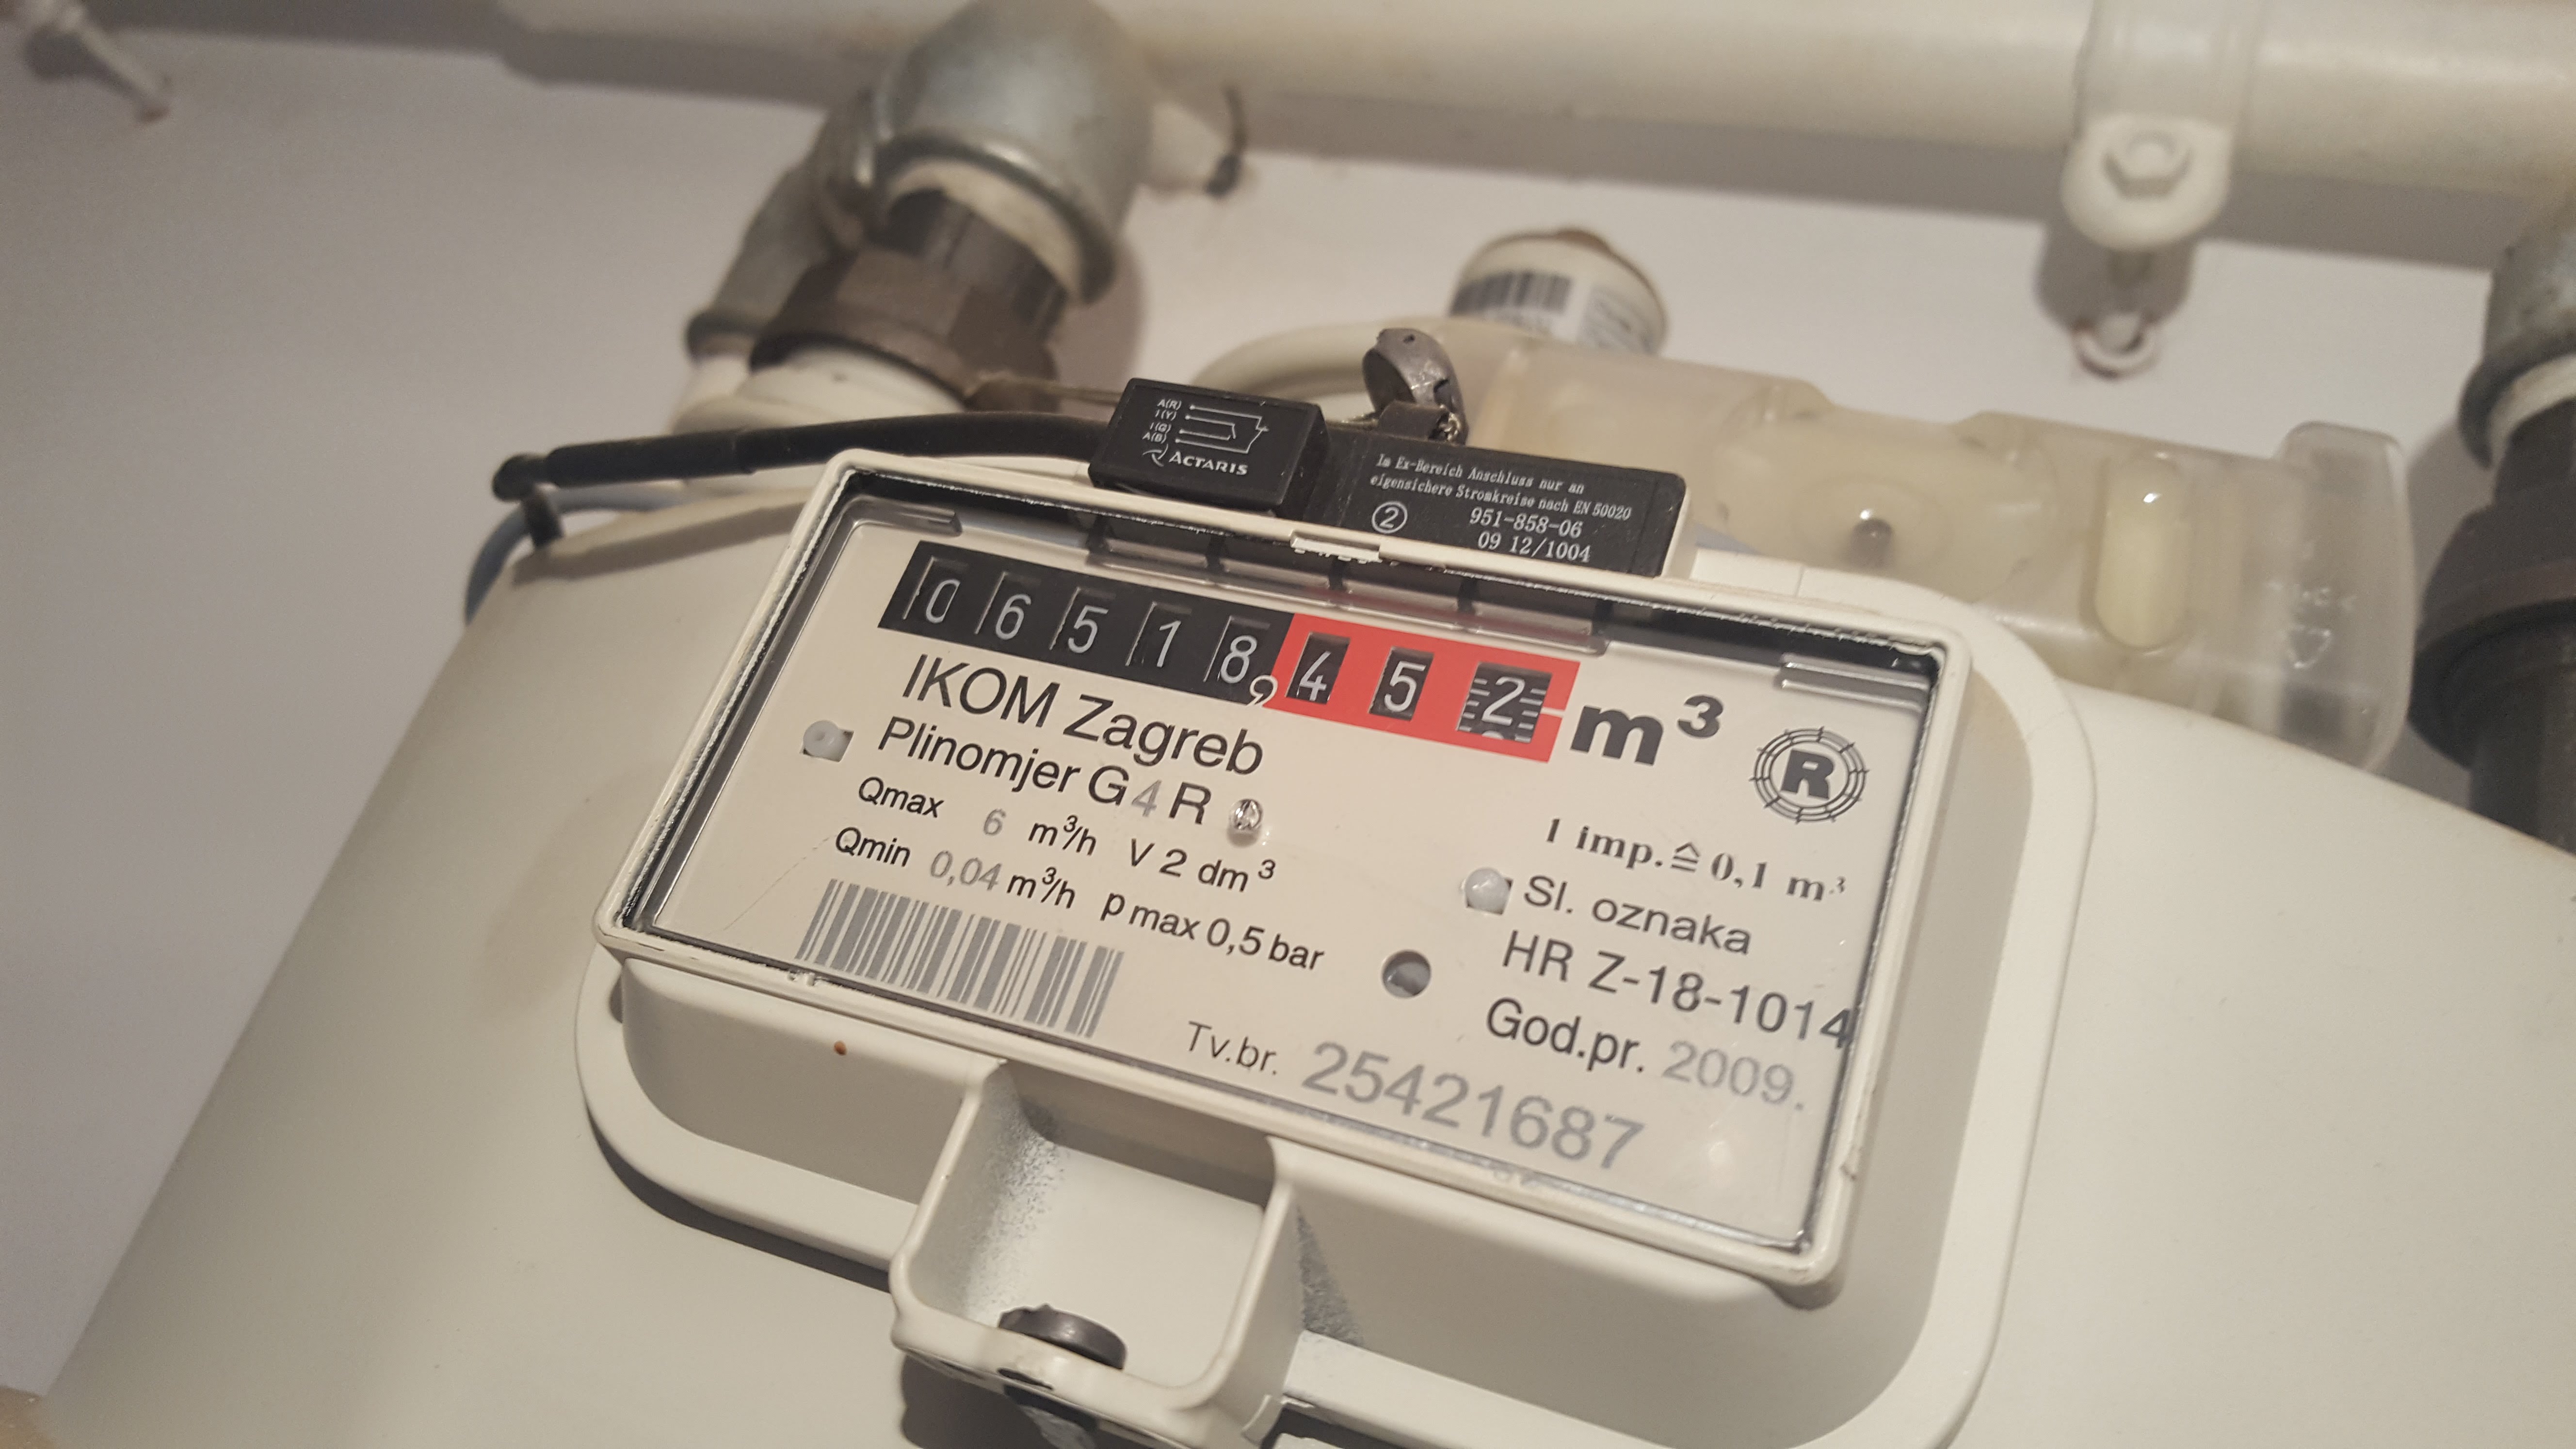 A(R)
I(Y)
I(G)
A(B)
ACTARIS
Im Ex-Bereich Anschluss nur an
eigensichere Stromkreise nach EN 50020
2 951-858-06
09 12/1004
06518,452 m³
IKOM Zagreb
Plinomjer G4 R
R
Qmax 6 m³/h V 2 dm³
Qmin 0,04 m³/h p max 0,5 bar
1 imp. ≙ 0,1 m³
Sl. oznaka
HR Z-18-1014
God.pr. 2009.
Tv.br. 25421687